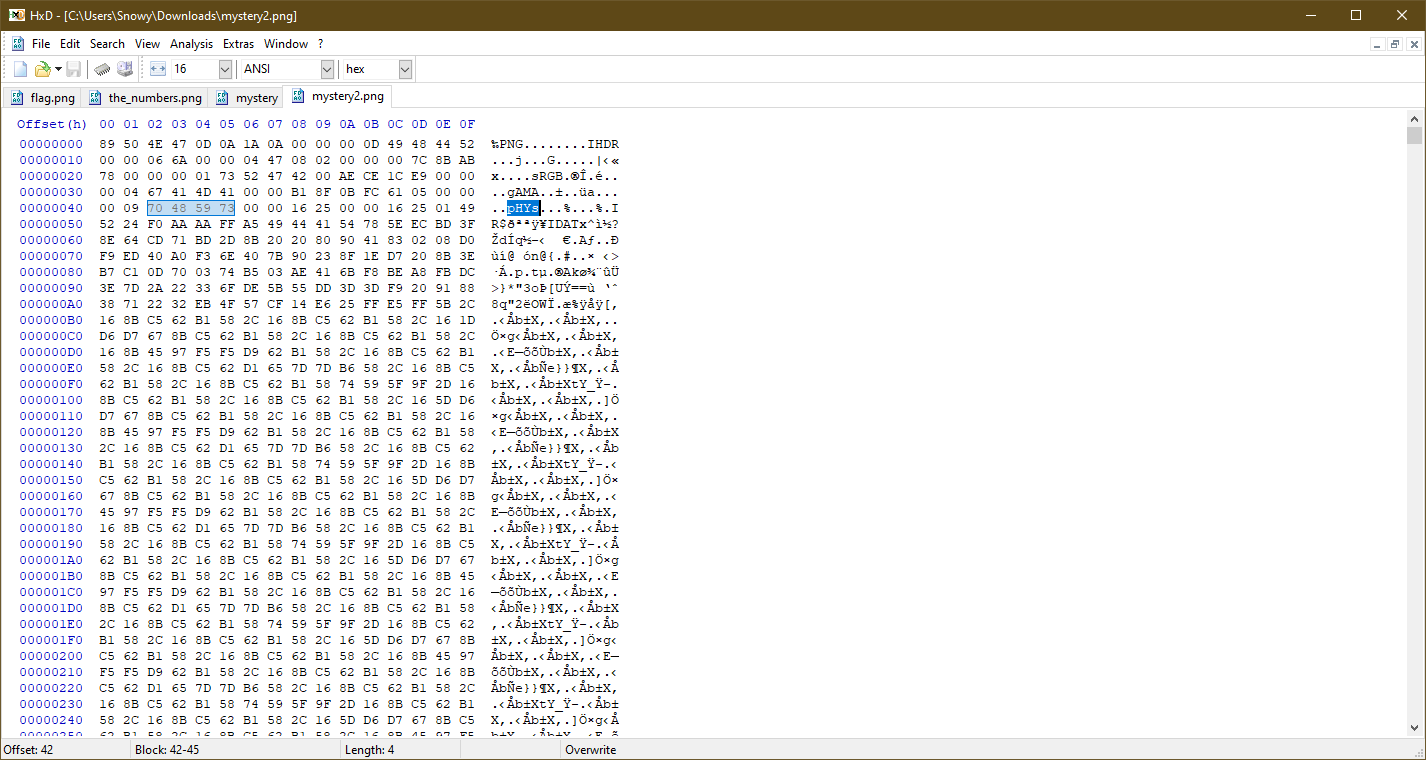 HxD - [C:\Users\Snowy\Downloads\mystery2.png]
File Edit Search View Analysis Extras Window ?
16 ANSI hex
flag.png the_numbers.png mystery mystery2.png
Offset(h) 00 01 02 03 04 05 06 07 08 09 0A 0B 0C 0D 0E 0F
00000000 89 50 4E 47 0D 0A 1A 0A 00 00 00 0D 49 48 44 52 ‰PNG........IHDR
00000010 00 00 06 6A 00 00 04 47 08 02 00 00 00 7C 8B AB ...j...G.....|‹«
00000020 78 00 00 00 01 73 52 47 42 00 AE CE 1C E9 00 00 x....sRGB.®Î.é..
00000030 00 04 67 41 4D 41 00 00 B1 8F 0B FC 61 05 00 00 ..gAMA..±..üa...
00000040 00 09 70 48 59 73 00 00 16 25 00 00 16 25 01 49 ..pHYs...%...%.I
00000050 52 24 F0 AA AA FF A5 49 44 41 54 78 5E EC BD 3F R$ðªªÿ¥IDATx^ì½?
00000060 8E 64 CD 71 BD 2D 8B 20 20 80 90 41 83 02 08 D0 ŽdÍq½-‹  €.Aƒ..Ð
00000070 F9 ED 40 A0 F3 6E 40 7B 90 23 8F 1E D7 20 8B 3E ùí@ ón@{.#..× ‹>
00000080 B7 C1 0D 70 03 74 B5 03 AE 41 6B F8 BE A8 FB DC ·Á.p.tµ.®Akø¾¨ûÜ
00000090 3E 7D 2A 22 33 6F DE 5B 55 DD 3D 3D F9 20 91 88 >}*"3oÞ[UÝ==ù ‘ˆ
000000A0 38 71 22 32 EB 4F 57 CF 14 E6 25 FF E5 FF 5B 2C 8q"2ëOWÏ.æ%ÿåÿ[,
000000B0 16 8B C5 62 B1 58 2C 16 8B C5 62 B1 58 2C 16 1D .‹Åb±X,.‹Åb±X,..
000000C0 D6 D7 67 8B C5 62 B1 58 2C 16 8B C5 62 B1 58 2C Ö×g‹Åb±X,.‹Åb±X,
000000D0 16 8B 45 97 F5 F5 D9 62 B1 58 2C 16 8B C5 62 B1 .‹E—õõÙb±X,.‹Åb±
000000E0 58 2C 16 8B C5 62 D1 65 7D 7D B6 58 2C 16 8B C5 X,.‹ÅbÑe}}¶X,.‹Å
000000F0 62 B1 58 2C 16 8B C5 62 B1 58 74 59 5F 9F 2D 16 b±X,.‹Åb±XtY_Ÿ-.
00000100 8B C5 62 B1 58 2C 16 8B C5 62 B1 58 2C 16 5D D6 ‹Åb±X,.‹Åb±X,.]Ö
00000110 D7 67 8B C5 62 B1 58 2C 16 8B C5 62 B1 58 2C 16 ×g‹Åb±X,.‹Åb±X,.
00000120 8B 45 97 F5 F5 D9 62 B1 58 2C 16 8B C5 62 B1 58 ‹E—õõÙb±X,.‹Åb±X
00000130 2C 16 8B C5 62 D1 65 7D 7D B6 58 2C 16 8B C5 62 ,.‹ÅbÑe}}¶X,.‹Åb
00000140 B1 58 2C 16 8B C5 62 B1 58 74 59 5F 9F 2D 16 8B ±X,.‹Åb±XtY_Ÿ-.‹
00000150 C5 62 B1 58 2C 16 8B C5 62 B1 58 2C 16 5D D6 D7 Åb±X,.‹Åb±X,.]Ö×
00000160 67 8B C5 62 B1 58 2C 16 8B C5 62 B1 58 2C 16 8B g‹Åb±X,.‹Åb±X,.‹
00000170 45 97 F5 F5 D9 62 B1 58 2C 16 8B C5 62 B1 58 2C E—õõÙb±X,.‹Åb±X,
00000180 16 8B C5 62 D1 65 7D 7D B6 58 2C 16 8B C5 62 B1 .‹ÅbÑe}}¶X,.‹Åb±
00000190 58 2C 16 8B C5 62 B1 58 74 59 5F 9F 2D 16 8B C5 X,.‹Åb±XtY_Ÿ-.‹Å
000001A0 62 B1 58 2C 16 8B C5 62 B1 58 2C 16 5D D6 D7 67 b±X,.‹Åb±X,.]Ö×g
000001B0 8B C5 62 B1 58 2C 16 8B C5 62 B1 58 2C 16 8B 45 ‹Åb±X,.‹Åb±X,.‹E
000001C0 97 F5 F5 D9 62 B1 58 2C 16 8B C5 62 B1 58 2C 16 —õõÙb±X,.‹Åb±X,.
000001D0 8B C5 62 D1 65 7D 7D B6 58 2C 16 8B C5 62 B1 58 ‹ÅbÑe}}¶X,.‹Åb±X
000001E0 2C 16 8B C5 62 B1 58 74 59 5F 9F 2D 16 8B C5 62 ,.‹Åb±XtY_Ÿ-.‹Åb
000001F0 B1 58 2C 16 8B C5 62 B1 58 2C 16 5D D6 D7 67 8B ±X,.‹Åb±X,.]Ö×g‹
00000200 C5 62 B1 58 2C 16 8B C5 62 B1 58 2C 16 8B 45 97 Åb±X,.‹Åb±X,.‹E—
00000210 F5 F5 D9 62 B1 58 2C 16 8B C5 62 B1 58 2C 16 8B õõÙb±X,.‹Åb±X,.‹
00000220 C5 62 D1 65 7D 7D B6 58 2C 16 8B C5 62 B1 58 2C ÅbÑe}}¶X,.‹Åb±X,
00000230 16 8B C5 62 B1 58 74 59 5F 9F 2D 16 8B C5 62 B1 .‹Åb±XtY_Ÿ-.‹Åb±
00000240 58 2C 16 8B C5 62 B1 58 2C 16 5D D6 D7 67 8B C5 X,.‹Åb±X,.]Ö×g‹Å
00000250 62 B1 58 2C 16 8B C5 62 B1 58 2C 16 8B 45 97 F5 b±X,.‹Åb±X,.‹E—õ
Offset: 42 Block: 42-45 Length: 4 Overwrite